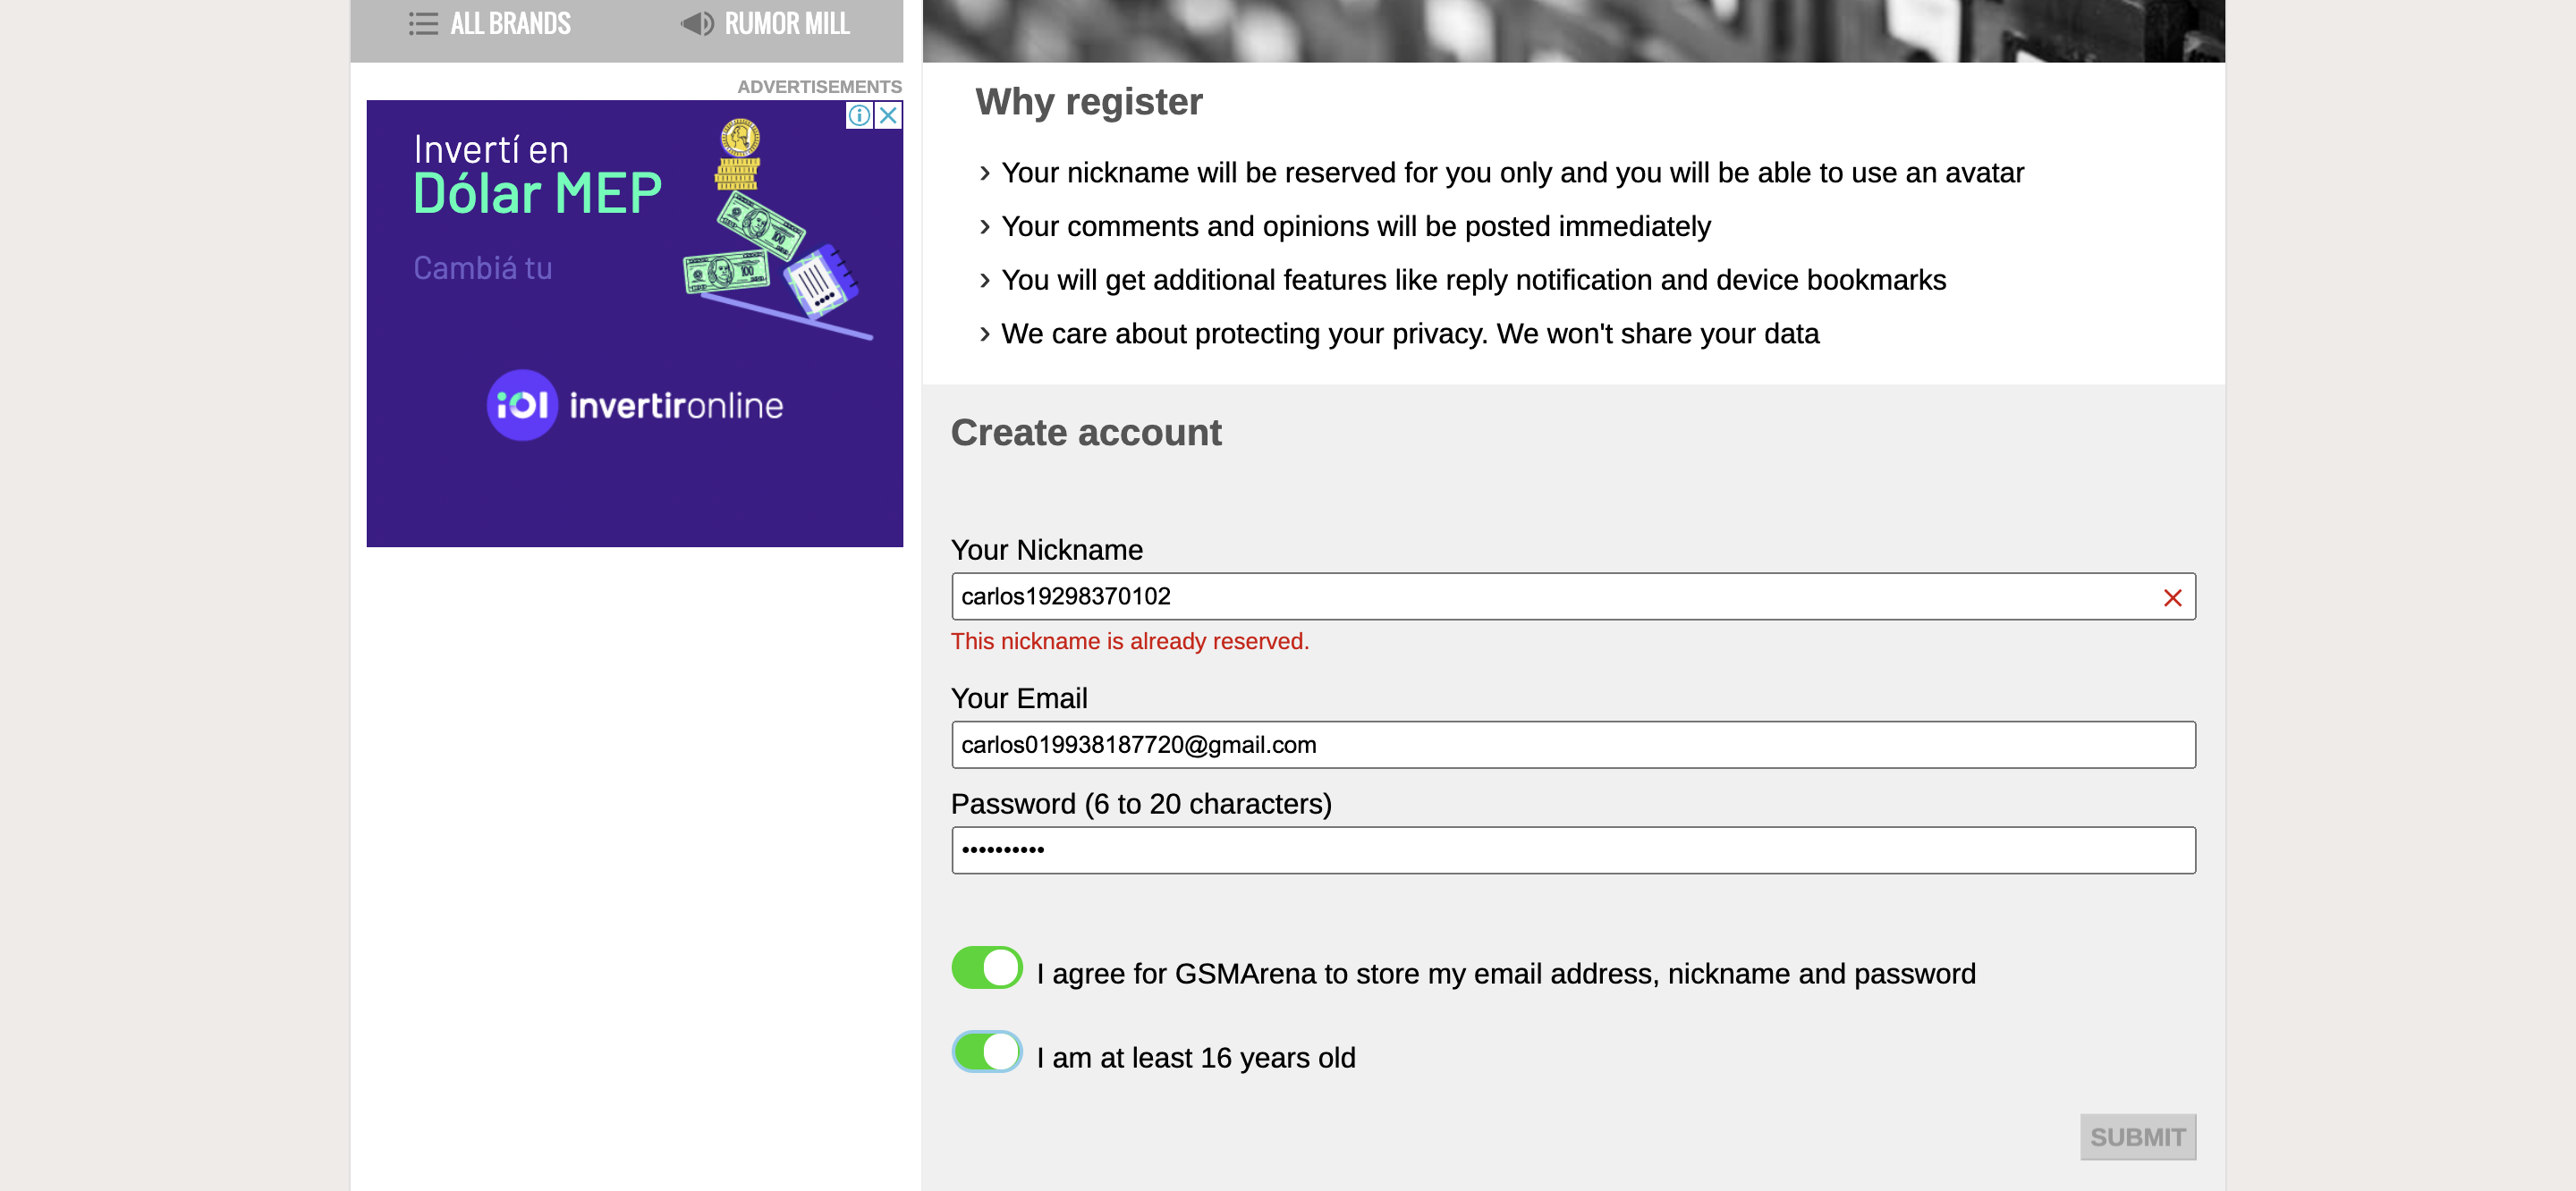 ALL BRANDS
RUMOR MILL
ADVERTISEMENTS
Invertí en
Dólar MEP
Cambiá tu
100
100
iOl invertironline
Why register
› Your nickname will be reserved for you only and you will be able to use an avatar
› Your comments and opinions will be posted immediately
› You will get additional features like reply notification and device bookmarks
› We care about protecting your privacy. We won't share your data
Create account
Your Nickname
carlos19298370102
This nickname is already reserved.
Your Email
carlos019938187720@gmail.com
Password (6 to 20 characters)
••••••••••
I agree for GSMArena to store my email address, nickname and password
I am at least 16 years old
SUBMIT